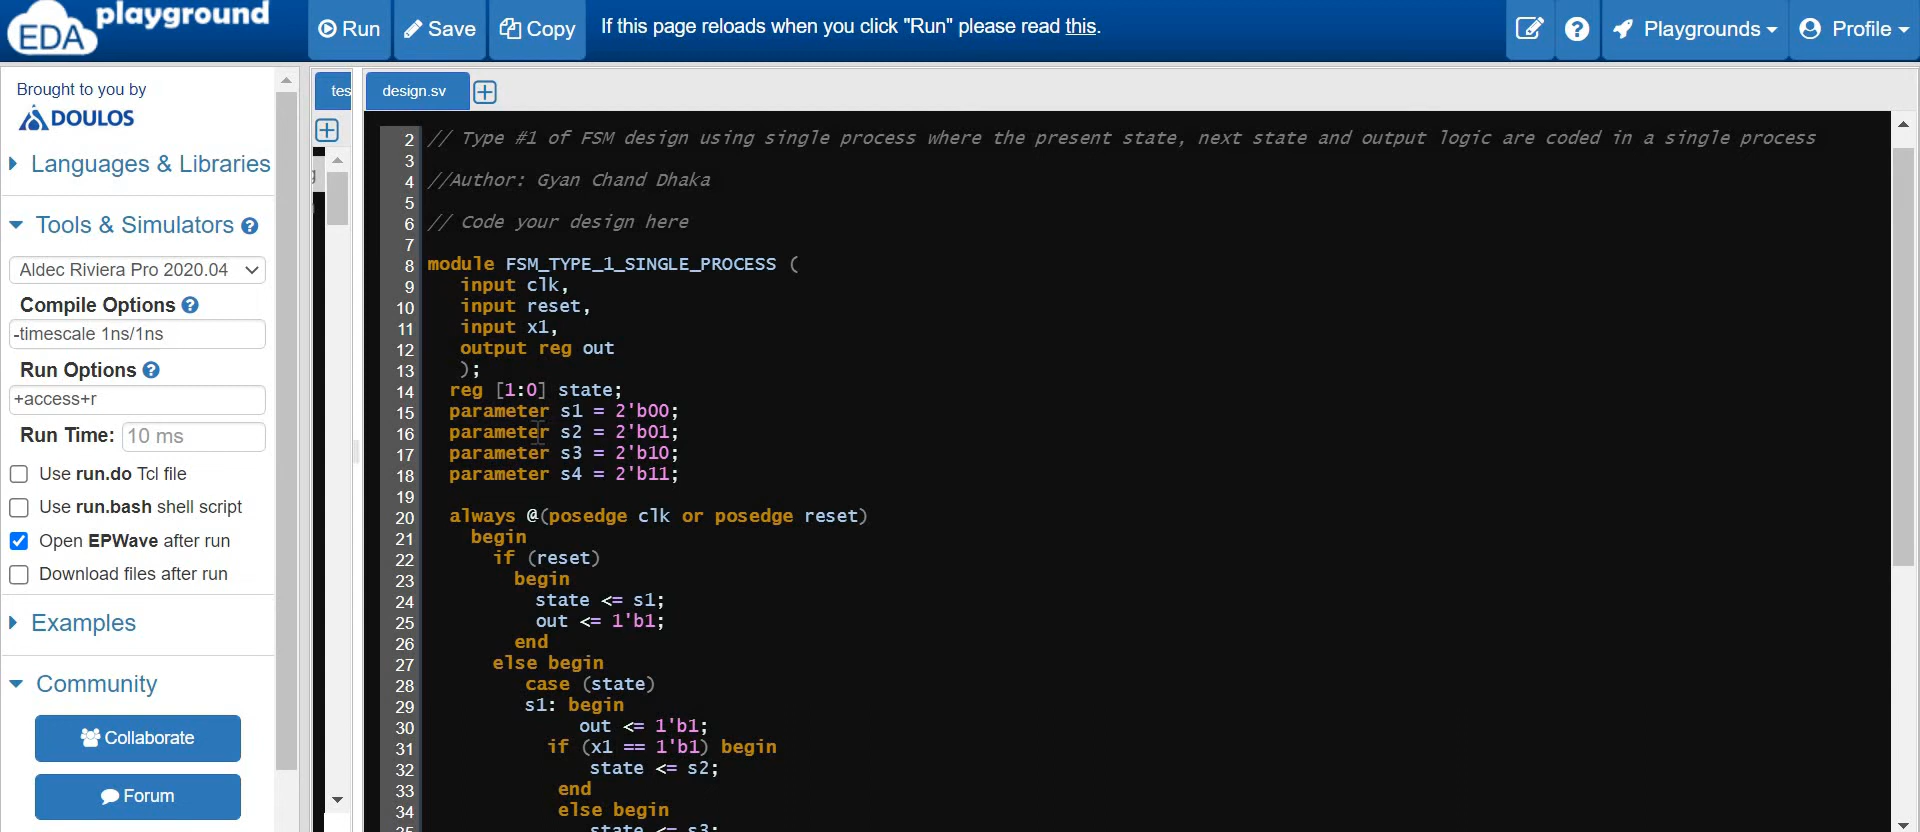 EDA playground
Run
Save
Copy
If this page reloads when you click "Run" please read this.
Playgrounds
Profile
Brought to you by
DOULOS
Languages & Libraries
Tools & Simulators
Aldec Riviera Pro 2020.04
Compile Options
-timescale 1ns/1ns
Run Options
+access+r
Run Time: 10 ms
Use run.do Tcl file
Use run.bash shell script
Open EPWave after run
Download files after run
Examples
Community
Collaborate
Forum
tes
design.sv
2 // Type #1 of FSM design using single process where the present state, next state and output logic are coded in a single process
3
4 //Author: Gyan Chand Dhaka
5
6 // Code your design here
7
8 module FSM_TYPE_1_SINGLE_PROCESS (
9 input clk,
10 input reset,
11 input x1,
12 output reg out
13 );
14 reg [1:0] state;
15 parameter s1 = 2'b00;
16 parameter s2 = 2'b01;
17 parameter s3 = 2'b10;
18 parameter s4 = 2'b11;
19
20 always @(posedge clk or posedge reset)
21 begin
22 if (reset)
23 begin
24 state <= s1;
25 out <= 1'b1;
26 end
27 else begin
28 case (state)
29 s1: begin
30 out <= 1'b1;
31 if (x1 == 1'b1) begin
32 state <= s2;
33 end
34 else begin
35 state <= s3;